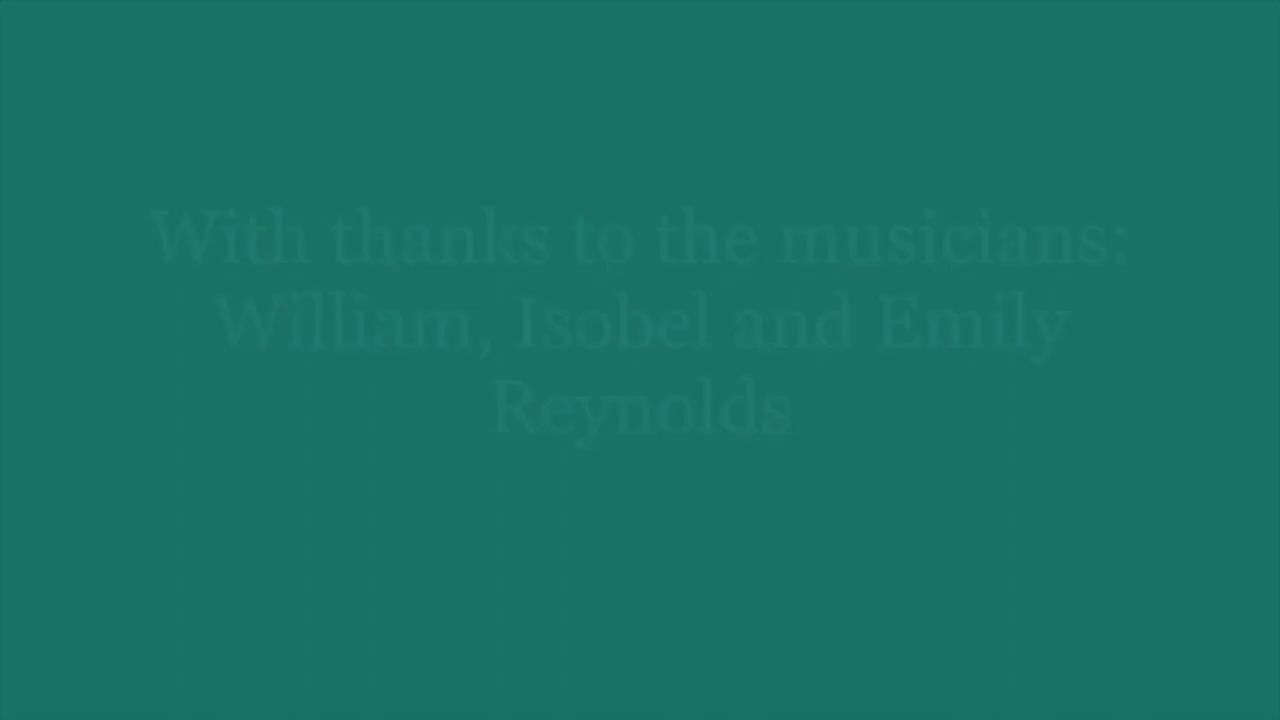 With thanks to the musicians:
William, Isobel and Emily
Reynolds